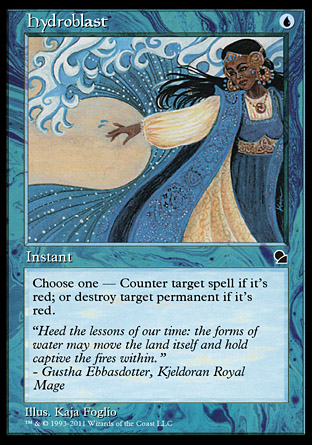 Hydroblast
Instant
Choose one — Counter target spell if it's
red; or destroy target permanent if it's
red.
“Heed the lessons of our time: the forms of
water may move the land itself and hold
captive the fires within.”
- Gustha Ebbasdotter, Kjeldoran Royal
Mage
Illus. Kaja Foglio
™ & © 1993-2011 Wizards of the Coast LLC